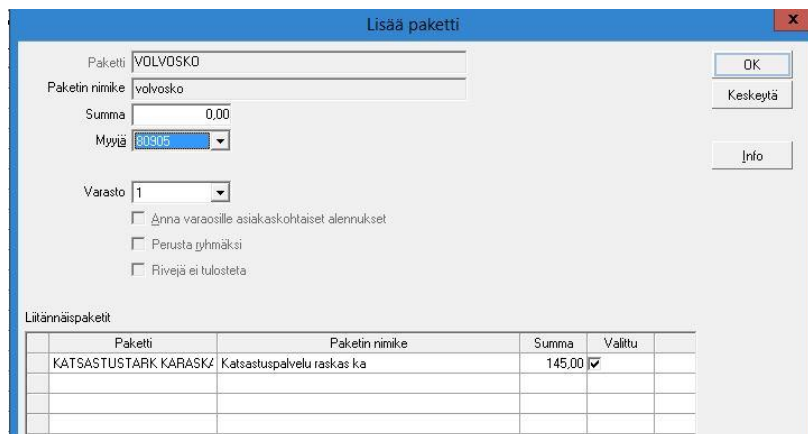 Lisää paketti
x
Paketti VOLVOSKO
OK
Paketin nimike volvosko
Keskeytä
Summa 0,00
Myyjä 80905
Info
Varasto 1
Anna varaosille asiakaskohtaiset alennukset
Perusta ryhmäksi
Rivejä ei tulosteta
Liitännäispaketit
Paketti Paketin nimike Summa Valittu
KATSASTUSTARK KARASKA Katsastuspalvelu raskas ka 145,00